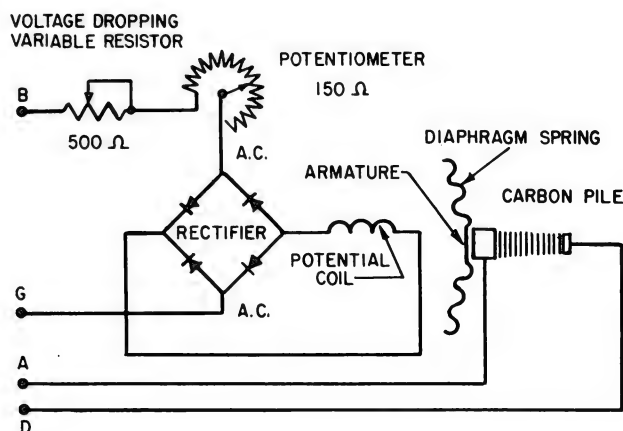 VOLTAGE DROPPING
VARIABLE RESISTOR
POTENTIOMETER
150 Ω
B
500 Ω
A.C.
DIAPHRAGM SPRING
ARMATURE
CARBON PILE
RECTIFIER
POTENTIAL
COIL
G
A.C.
A
D